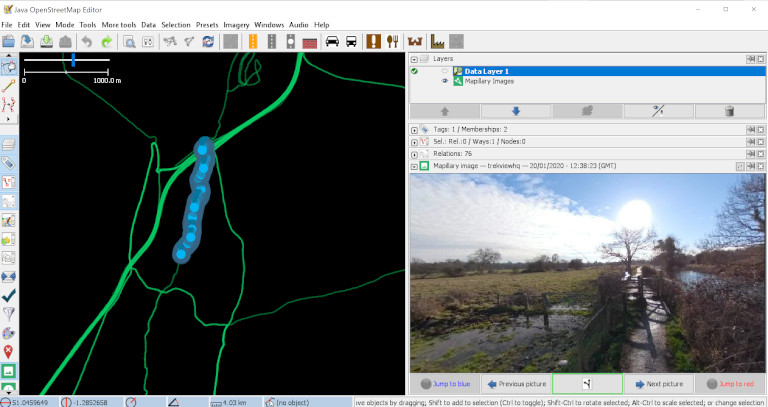 Java OpenStreetMap Editor
File Edit View Mode Tools More tools Data Selection Presets Imagery Windows Audio Help
0 1000.0 m
Layers
Data Layer 1
Mapillary Images
Tags: 1 / Memberships: 2
Sel.: Rel.:0 / Ways:1 / Nodes:0
Relations: 76
Mapillary image — trekviewhq — 20/01/2020 - 12:38:23 (GMT)
Jump to blue Previous picture Next picture Jump to red
51.0459649 -1.2852658 4.03 km (no object) ove objects by dragging; Shift to add to selection (Ctrl to toggle); Shift-Ctrl to rotate selected; Alt-Ctrl to scale selected; or change selection